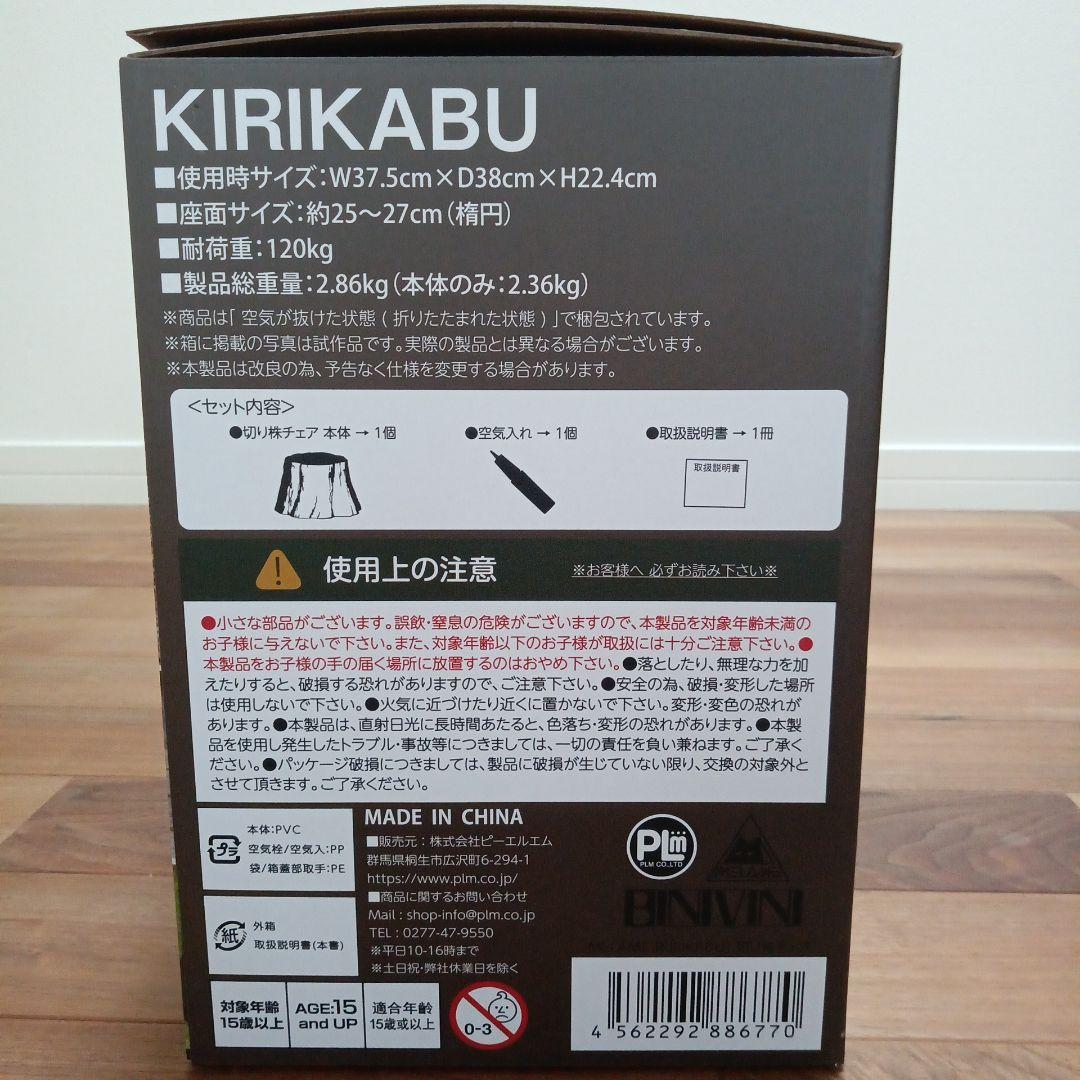 KIRIKABU
■使用時サイズ：W37.5cm×D38cm×H22.4cm
■座面サイズ：約25～27cm（楕円）
■耐荷重：120kg
■製品総重量：2.86kg（本体のみ：2.36kg）
※商品は「 空気が抜けた状態 ( 折りたたまれた状態 ) 」で梱包されています。
※箱に掲載の写真は試作品です。実際の製品とは異なる場合がございます。
※本製品は改良の為、予告なく仕様を変更する場合があります。
＜セット内容＞
●切り株チェア 本体 → 1個 ●空気入れ → 1個 ●取扱説明書 → 1冊
取扱説明書
使用上の注意 ※お客様へ 必ずお読み下さい※
●小さな部品がございます。誤飲・窒息の危険がございますので、本製品を対象年齢未満の
お子様に与えないで下さい。また、対象年齢以下のお子様が取扱には十分ご注意下さい。●
本製品をお子様の手の届く場所に放置するのはおやめ下さい。●落としたり、無理な力を加
えたりすると、破損する恐れがありますので、ご注意下さい。●安全の為、破損・変形した場所
は使用しないで下さい。●火気に近づけたり近くに置かないで下さい。変形・変色の恐れが
あります。●本製品は、直射日光に長時間あたると、色落ち・変形の恐れがあります。●本製
品を使用し発生したトラブル・事故等につきましては、一切の責任を負い兼ねます。ご了承く
ださい。●パッケージ破損につきましては、製品に破損が生じていない限り、交換の対象外と
させて頂きます。ご了承ください。
プラ
本体：PVC
空気栓/空気入：PP
袋/箱蓋部取手：PE
紙
外箱
取扱説明書(本書)
MADE IN CHINA
■販売元：株式会社ピーエルエム
群馬県桐生市広沢町6-294-1
https://www.plm.co.jp/
■商品に関するお問い合わせ
Mail : shop-info@plm.co.jp
TEL : 0277-47-9550
※平日10-16時まで
※土日祝・弊社休業日を除く
PLm
PLM CO.,LTD
BINIVINI
対象年齢
15歳以上
AGE:15
and UP
適合年齢
15歳或以上
0-3
4 562292 886770